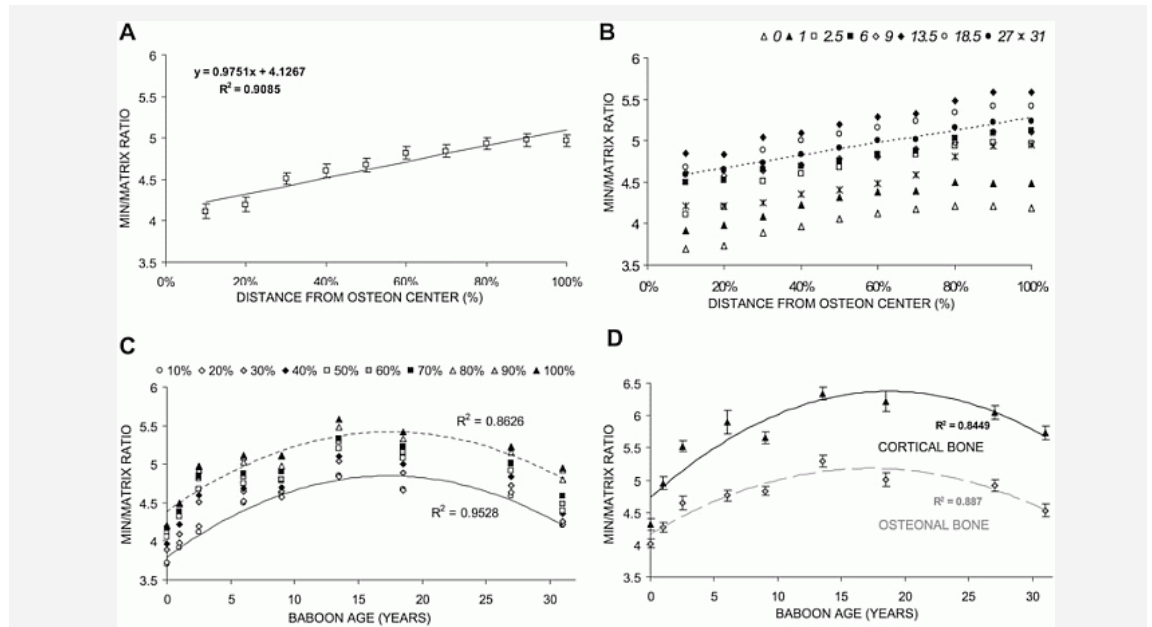 A
y = 0.9751x + 4.1267
R² = 0.9085
MIN/MATRIX RATIO
6
5.5
5
4.5
4
3.5
0% 20% 40% 60% 80% 100%
DISTANCE FROM OSTEON CENTER (%)
B
0 1 2.5 6 9 13.5 18.5 27 31
MIN/MATRIX RATIO
6
5.5
5
4.5
4
3.5
0% 20% 40% 60% 80% 100%
DISTANCE FROM OSTEON CENTER (%)
C
10% 20% 30% 40% 50% 60% 70% 80% 90% 100%
MIN/MATRIX RATIO
6
5.5
5
4.5
4
3.5
R² = 0.8626
R² = 0.9528
0 5 10 15 20 25 30
BABOON AGE (YEARS)
D
MIN/MATRIX RATIO
6.5
6
5.5
5
4.5
4
3.5
R² = 0.8449
CORTICAL BONE
R² = 0.887
OSTEONAL BONE
0 5 10 15 20 25 30
BABOON AGE (YEARS)